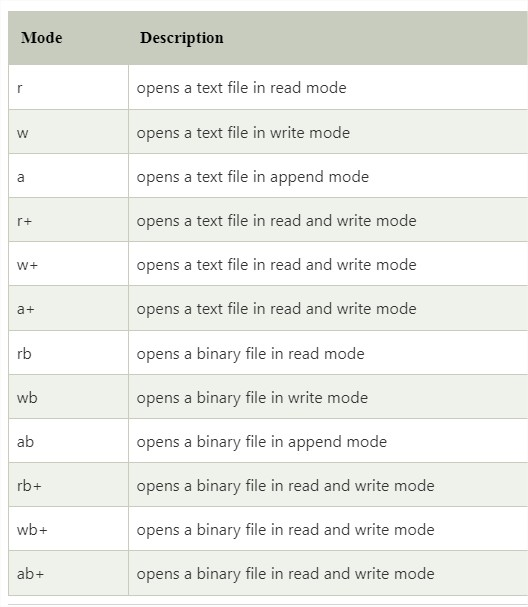 Mode Description
r opens a text file in read mode
w opens a text file in write mode
a opens a text file in append mode
r+ opens a text file in read and write mode
w+ opens a text file in read and write mode
a+ opens a text file in read and write mode
rb opens a binary file in read mode
wb opens a binary file in write mode
ab opens a binary file in append mode
rb+ opens a binary file in read and write mode
wb+ opens a binary file in read and write mode
ab+ opens a binary file in read and write mode